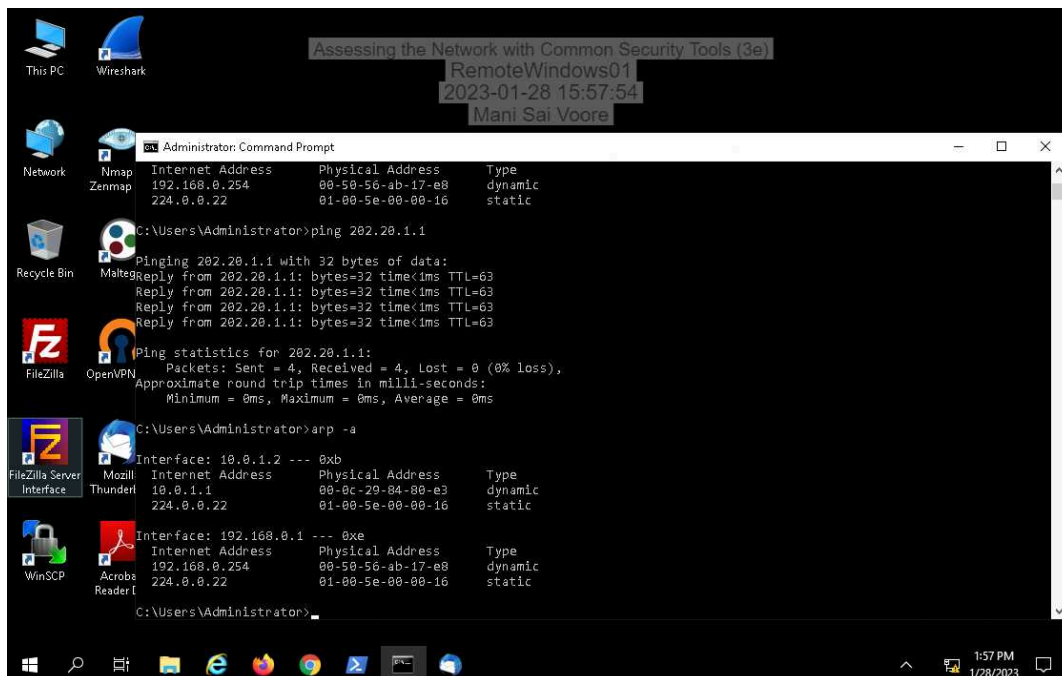 Assessing the Network with Common Security Tools (3e)
RemoteWindows01
2023-01-28 15:57:54
Mani Sai Voore
This PC
Wireshark
Network
Nmap
Zenmap
Recycle Bin
Malteg
FileZilla
OpenVPN
FileZilla Server
Interface
Mozill
Thunder
WinSCP
Acroba
Reader
Administrator: Command Prompt
Internet Address Physical Address Type
192.168.0.254 00-50-56-ab-17-e8 dynamic
224.0.0.22 01-00-5e-00-00-16 static
C:\Users\Administrator>ping 202.20.1.1
Pinging 202.20.1.1 with 32 bytes of data:
Reply from 202.20.1.1: bytes=32 time<1ms TTL=63
Reply from 202.20.1.1: bytes=32 time<1ms TTL=63
Reply from 202.20.1.1: bytes=32 time<1ms TTL=63
Reply from 202.20.1.1: bytes=32 time<1ms TTL=63
Ping statistics for 202.20.1.1:
Packets: Sent = 4, Received = 4, Lost = 0 (0% loss),
Approximate round trip times in milli-seconds:
Minimum = 0ms, Maximum = 0ms, Average = 0ms
C:\Users\Administrator>arp -a
Interface: 10.0.1.2 --- 0xb
Internet Address Physical Address Type
10.0.1.1 00-0c-29-84-80-e3 dynamic
224.0.0.22 01-00-5e-00-00-16 static
Interface: 192.168.0.1 --- 0xe
Internet Address Physical Address Type
192.168.0.254 00-50-56-ab-17-e8 dynamic
224.0.0.22 01-00-5e-00-00-16 static
C:\Users\Administrator>
1:57 PM
1/28/2023